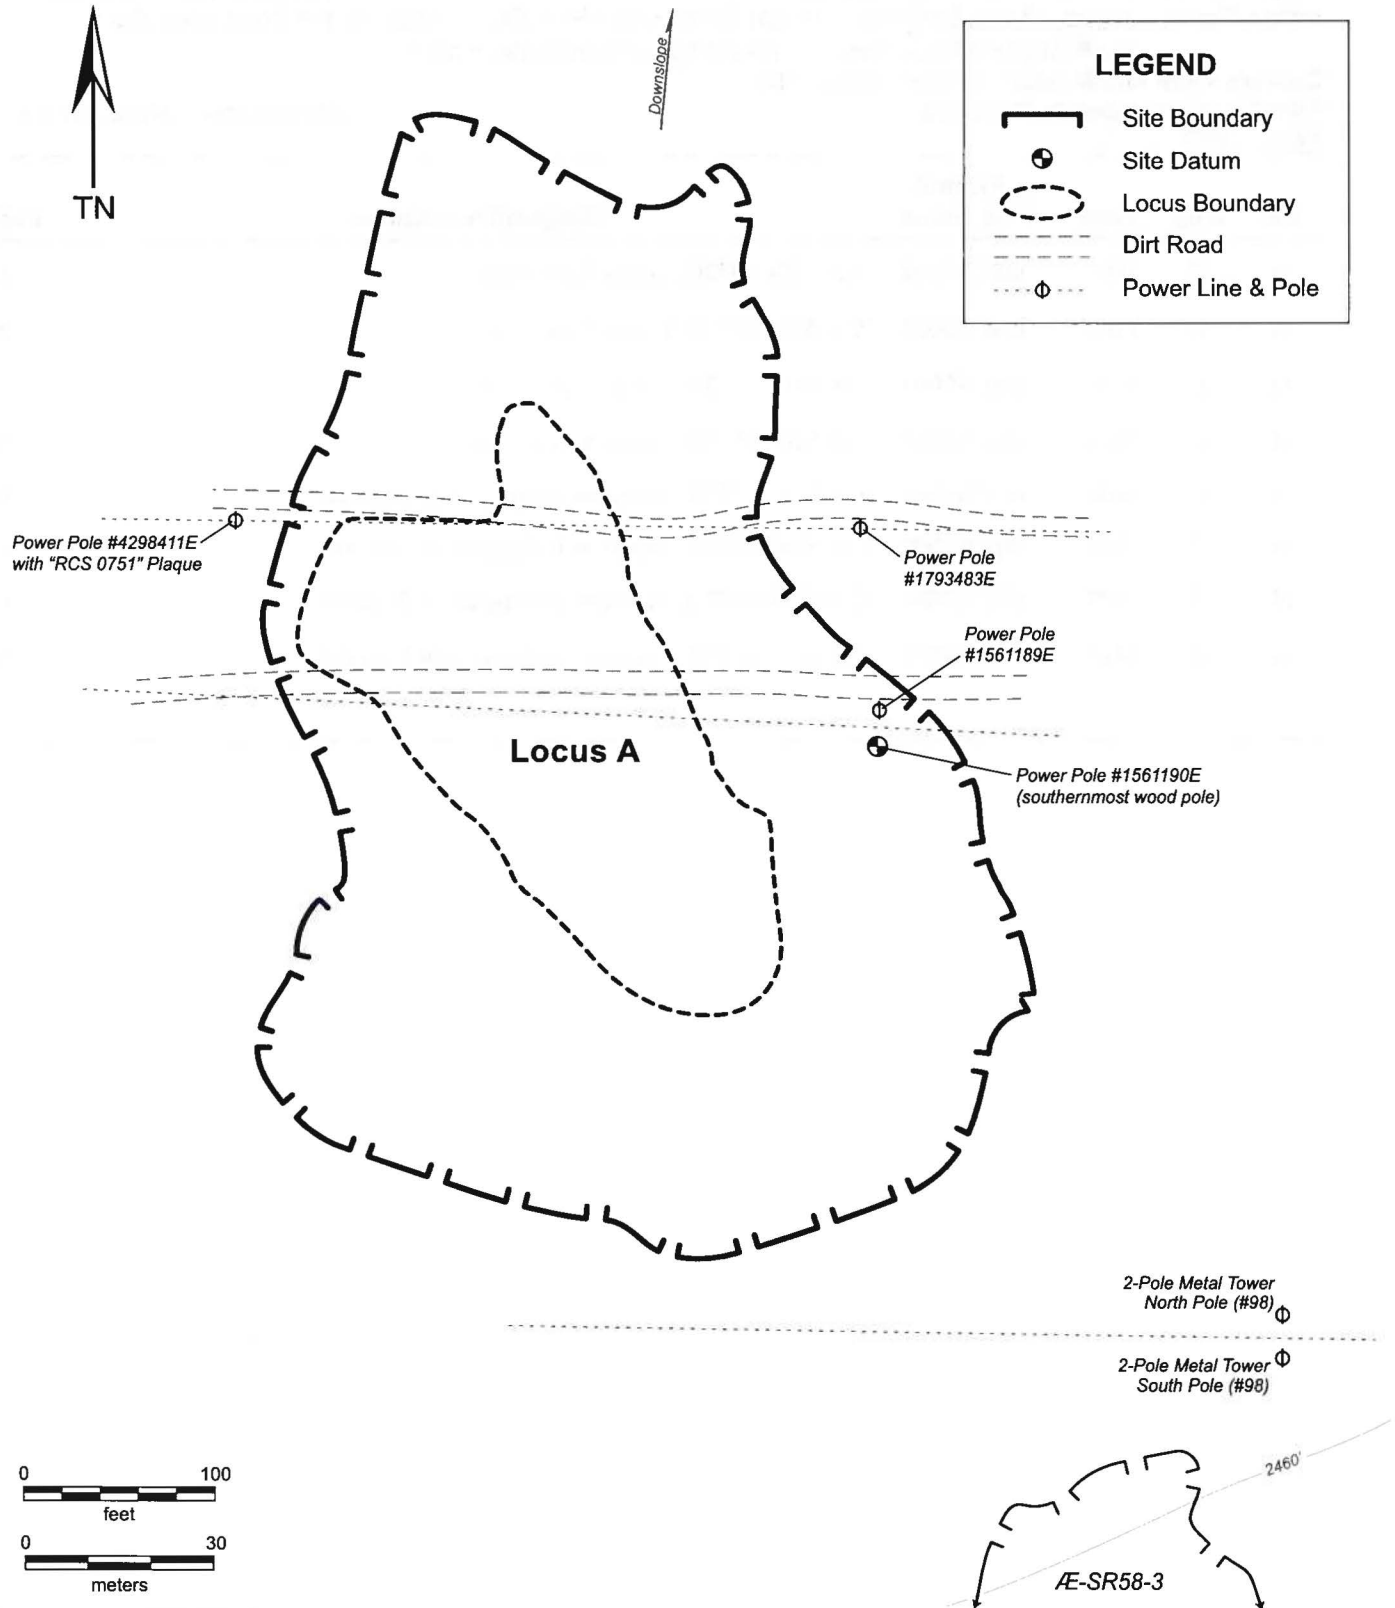 Downslope
TN
LEGEND
Site Boundary
Site Datum
Locus Boundary
Dirt Road
Power Line & Pole
Power Pole #4298411E
with "RCS 0751" Plaque
Power Pole
#1793483E
Power Pole
#1561189E
Locus A
Power Pole #1561190E
(southernmost wood pole)
2-Pole Metal Tower
North Pole (#98)
2-Pole Metal Tower
South Pole (#98)
2460'
Æ-SR58-3
0 100
feet
0 30
meters